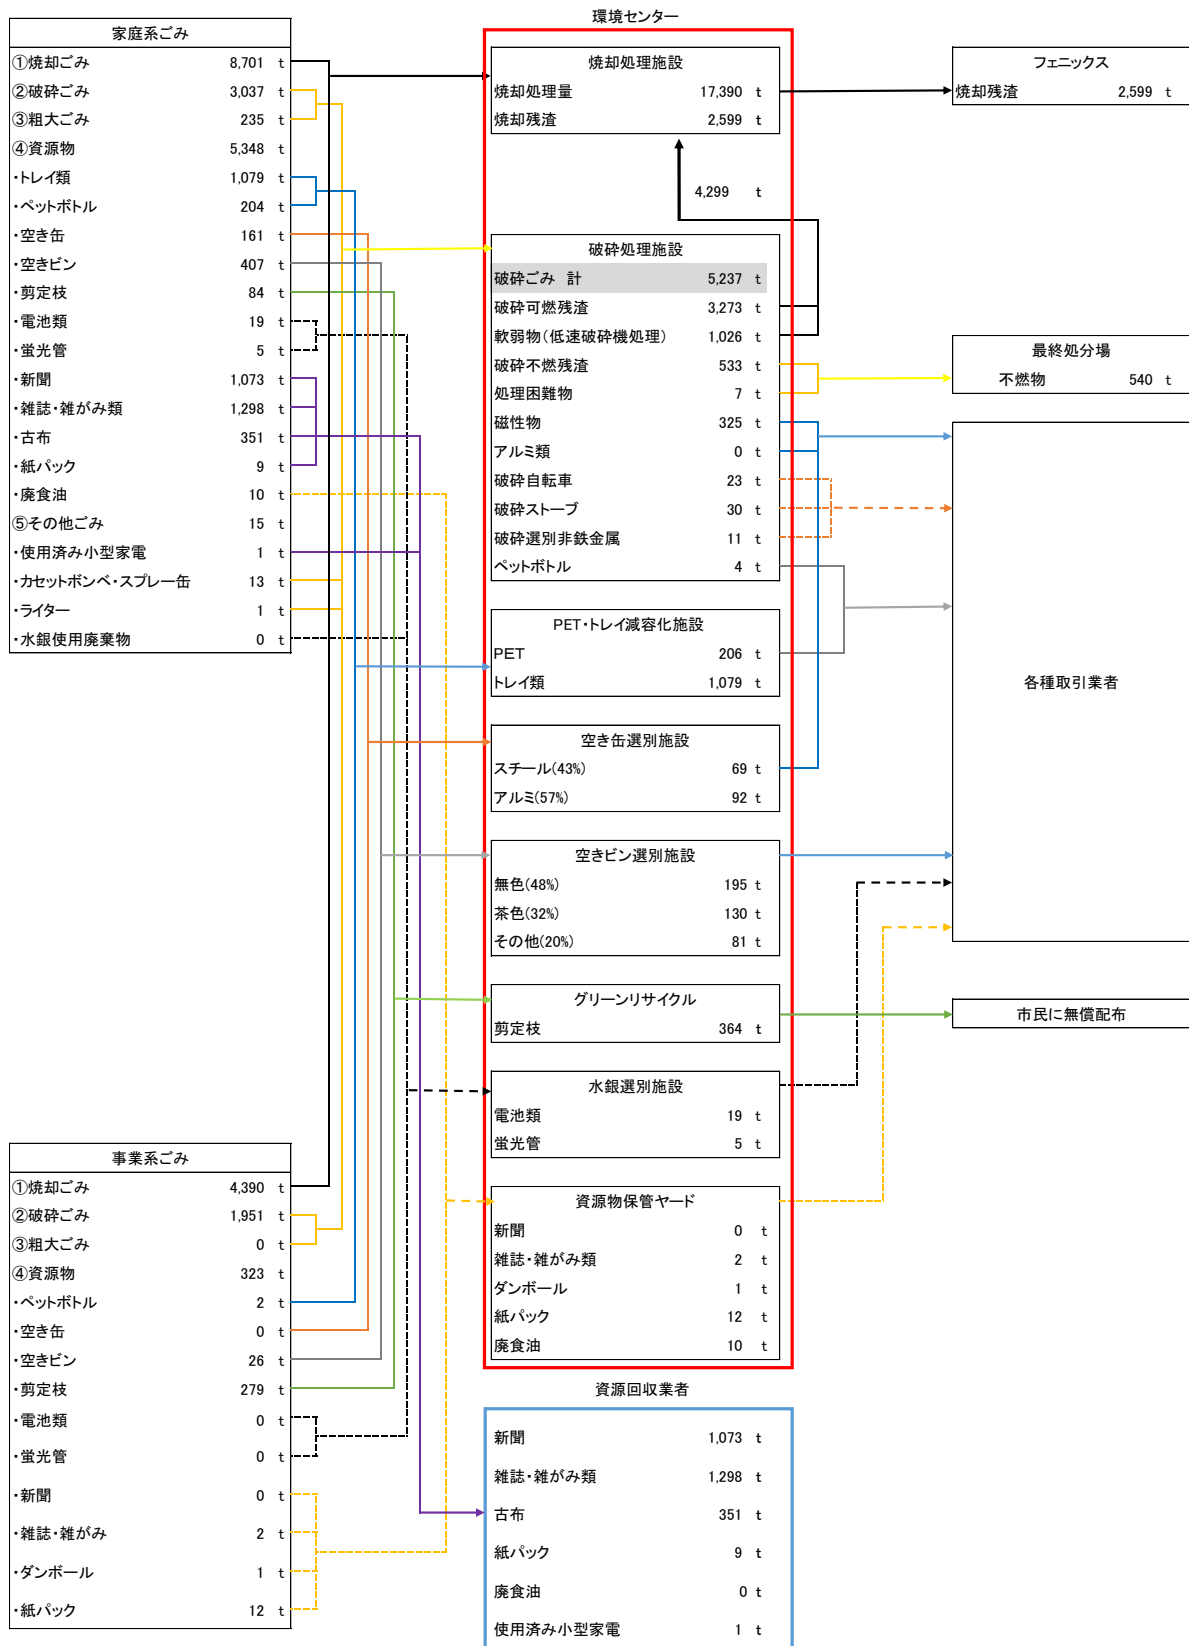 家庭系ごみ
①焼却ごみ 8,701 t
②破砕ごみ 3,037 t
③粗大ごみ 235 t
④資源物 5,348 t
・トレイ類 1,079 t
・ペットボトル 204 t
・空き缶 161 t
・空きビン 407 t
・剪定枝 84 t
・電池類 19 t
・蛍光管 5 t
・新聞 1,073 t
・雑誌・雑がみ類 1,298 t
・古布 351 t
・紙パック 9 t
・廃食油 10 t
⑤その他ごみ 15 t
・使用済み小型家電 1 t
・カセットボンベ・スプレー缶 13 t
・ライター 1 t
・水銀使用廃棄物 0 t
事業系ごみ
①焼却ごみ 4,390 t
②破砕ごみ 1,951 t
③粗大ごみ 0 t
④資源物 323 t
・ペットボトル 2 t
・空き缶 0 t
・空きビン 26 t
・剪定枝 279 t
・電池類 0 t
・蛍光管 0 t
・新聞 0 t
・雑誌・雑がみ 2 t
・ダンボール 1 t
・紙パック 12 t
環境センター
焼却処理施設
焼却処理量 17,390 t
焼却残渣 2,599 t
4,299 t
破砕処理施設
破砕ごみ 計 5,237 t
破砕可燃残渣 3,273 t
軟弱物(低速破砕機処理) 1,026 t
破砕不燃残渣 533 t
処理困難物 7 t
磁性物 325 t
アルミ類 0 t
破砕自転車 23 t
破砕ストーブ 30 t
破砕選別非鉄金属 11 t
ペットボトル 4 t
PET・トレイ減容化施設
PET 206 t
トレイ類 1,079 t
空き缶選別施設
スチール(43%) 69 t
アルミ(57%) 92 t
空きビン選別施設
無色(48%) 195 t
茶色(32%) 130 t
その他(20%) 81 t
グリーンリサイクル
剪定枝 364 t
水銀選別施設
電池類 19 t
蛍光管 5 t
資源物保管ヤード
新聞 0 t
雑誌・雑がみ類 2 t
ダンボール 1 t
紙パック 12 t
廃食油 10 t
資源回収業者
新聞 1,073 t
雑誌・雑がみ類 1,298 t
古布 351 t
紙パック 9 t
廃食油 0 t
使用済み小型家電 1 t
フェニックス
焼却残渣 2,599 t
最終処分場
不燃物 540 t
各種取引業者
市民に無償配布